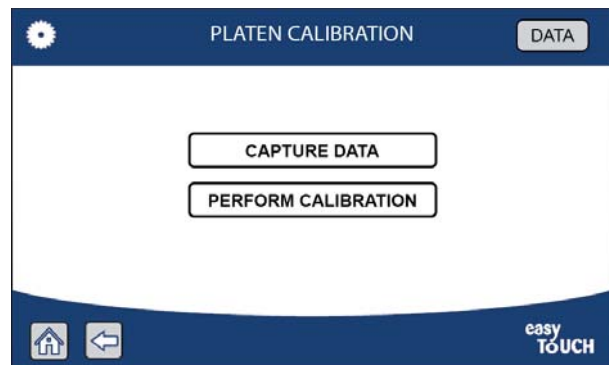 PLATEN CALIBRATION
DATA
CAPTURE DATA
PERFORM CALIBRATION
easy
TOUCH